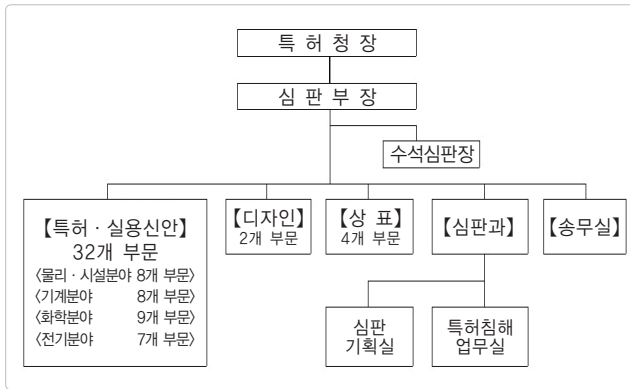 특 허 청 장
심 판 부 장
수석심판장
【특허 · 실용신안】
32개 부문
〈물리 · 시설분야 8개 부문〉
〈기계분야 8개 부문〉
〈화학분야 9개 부문〉
〈전기분야 7개 부문〉
【디자인】
2개 부문
【상 표】
4개 부문
【심판과】
【송무실】
심판
기획실
특허침해
업무실